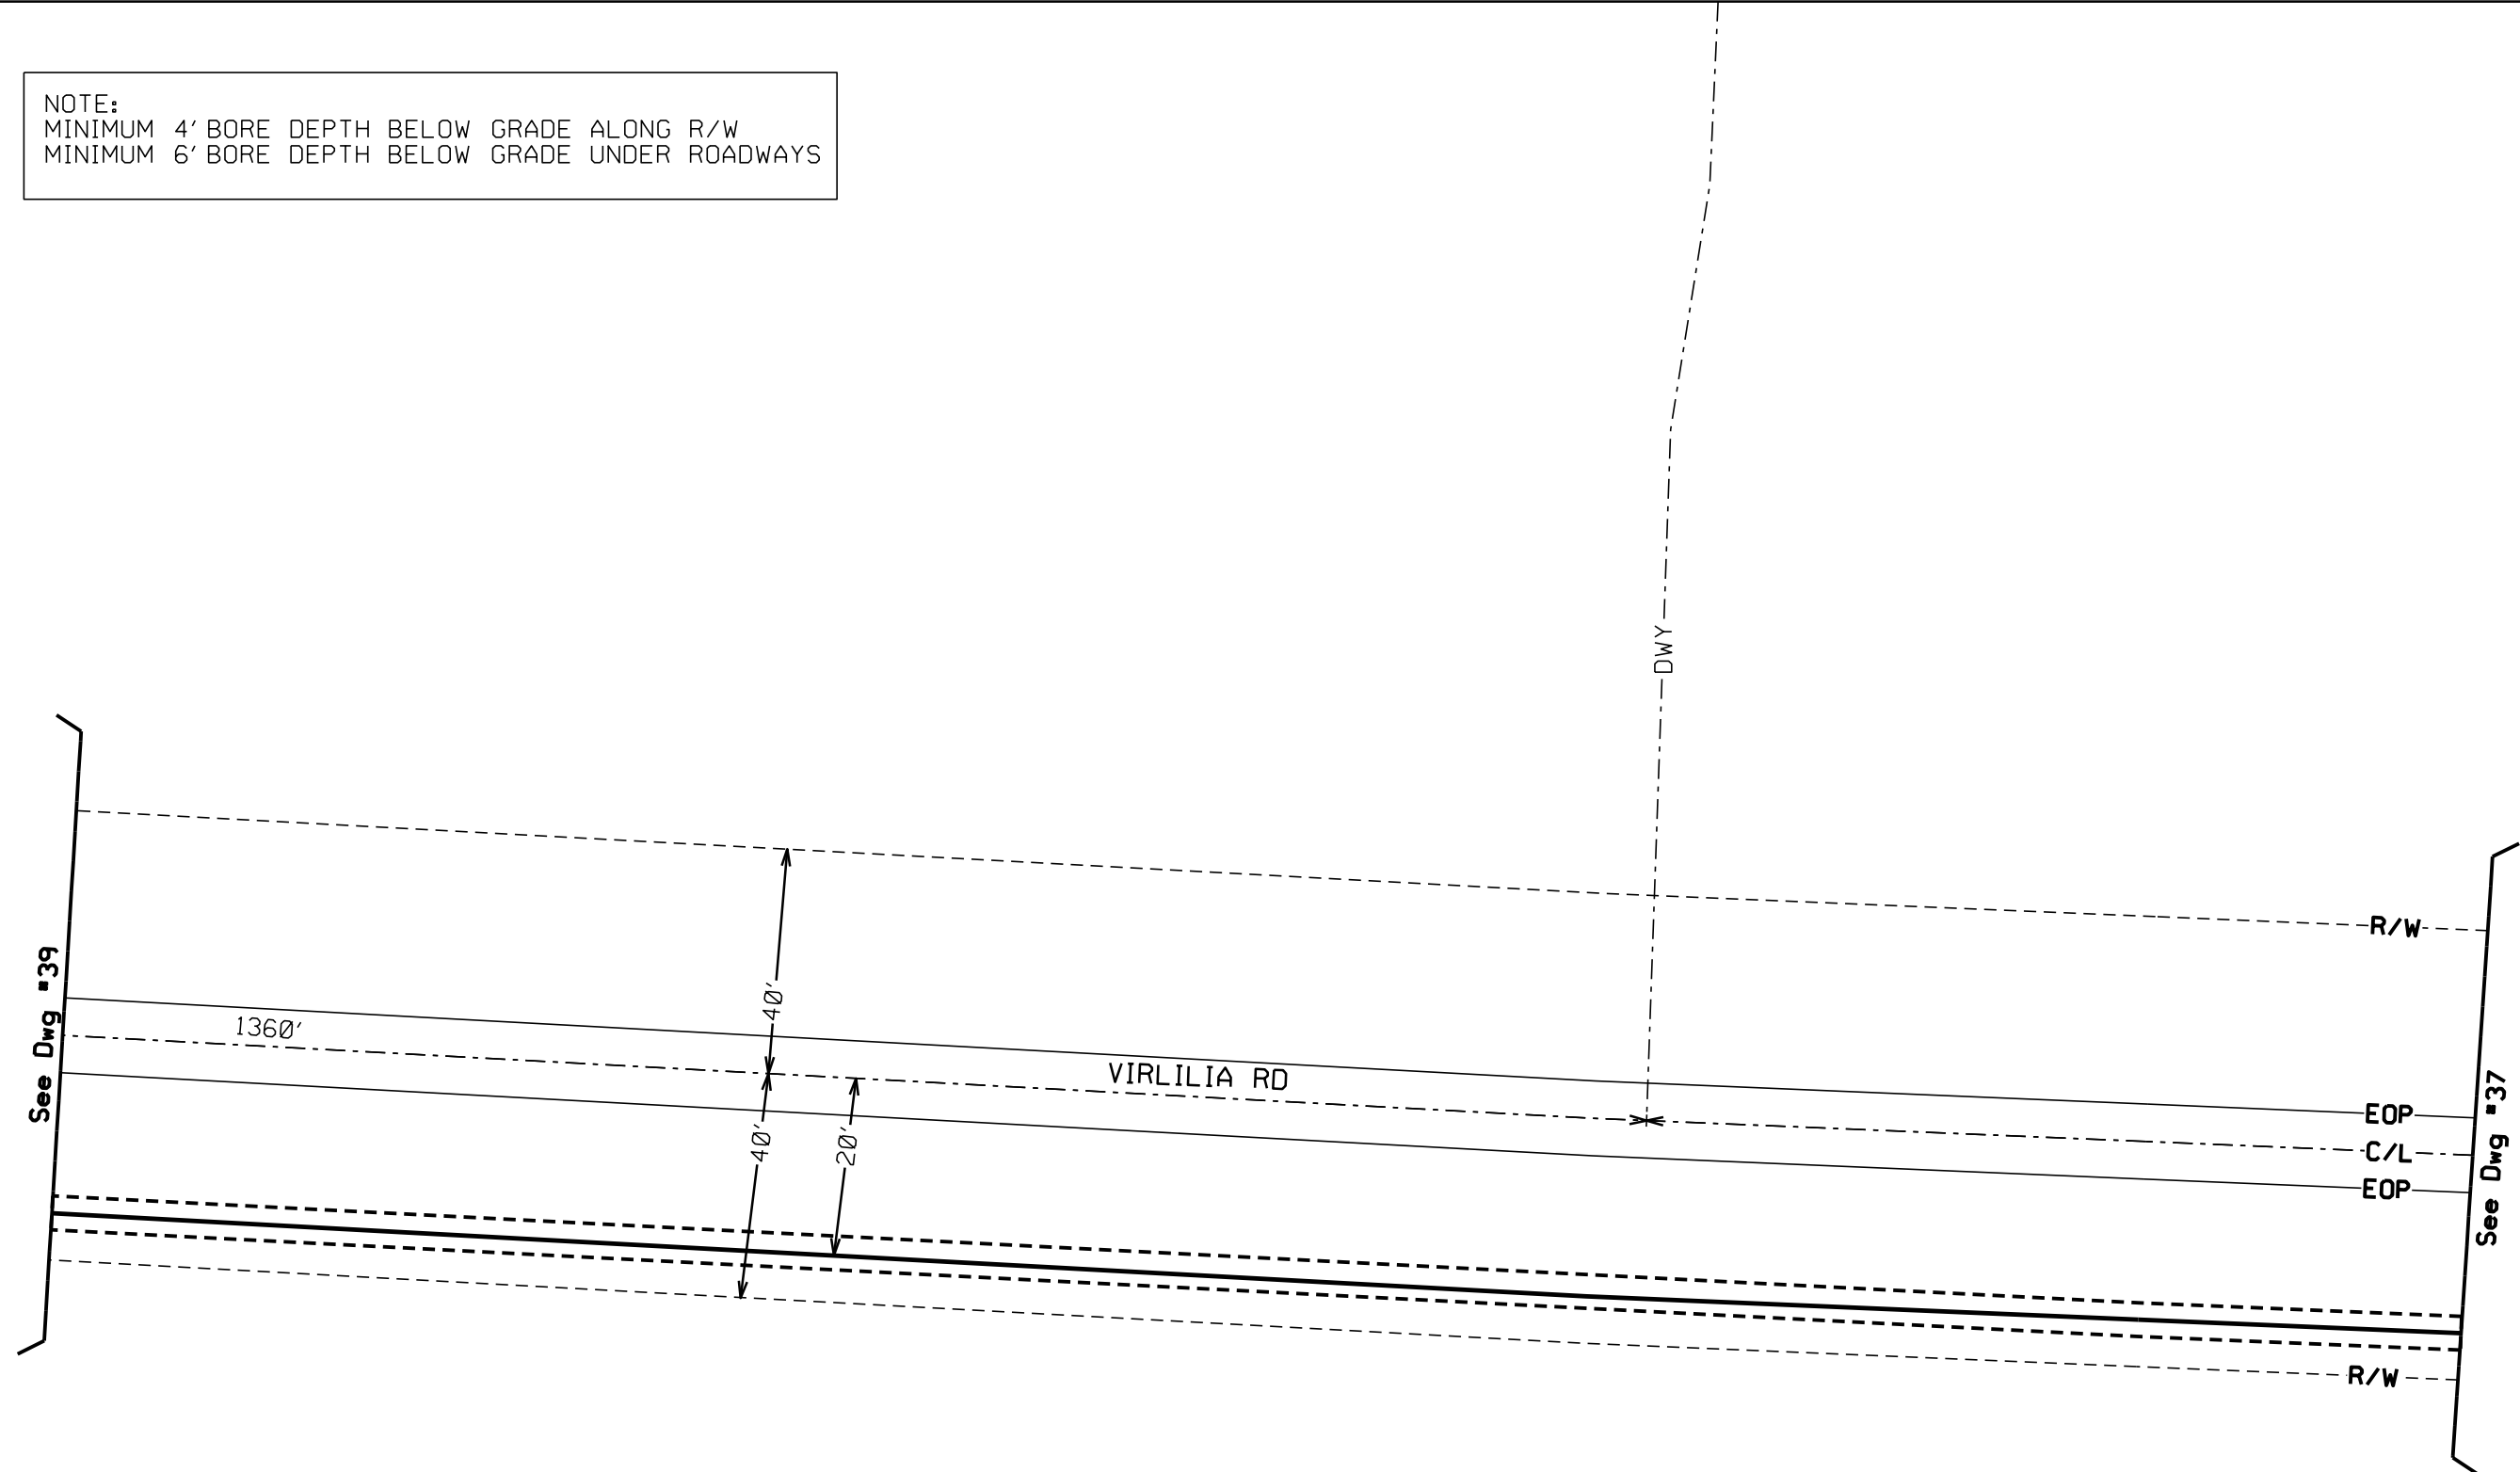 NOTE:
MINIMUM 4' BORE DEPTH BELOW GRADE ALONG R/W
MINIMUM 6' BORE DEPTH BELOW GRADE UNDER ROADWAYS
DWY
R/W
See Dwg #39
40'
1360'
VIRLILIA RD
EOP
C/L
EOP
40'
20'
See Dwg #37
R/W